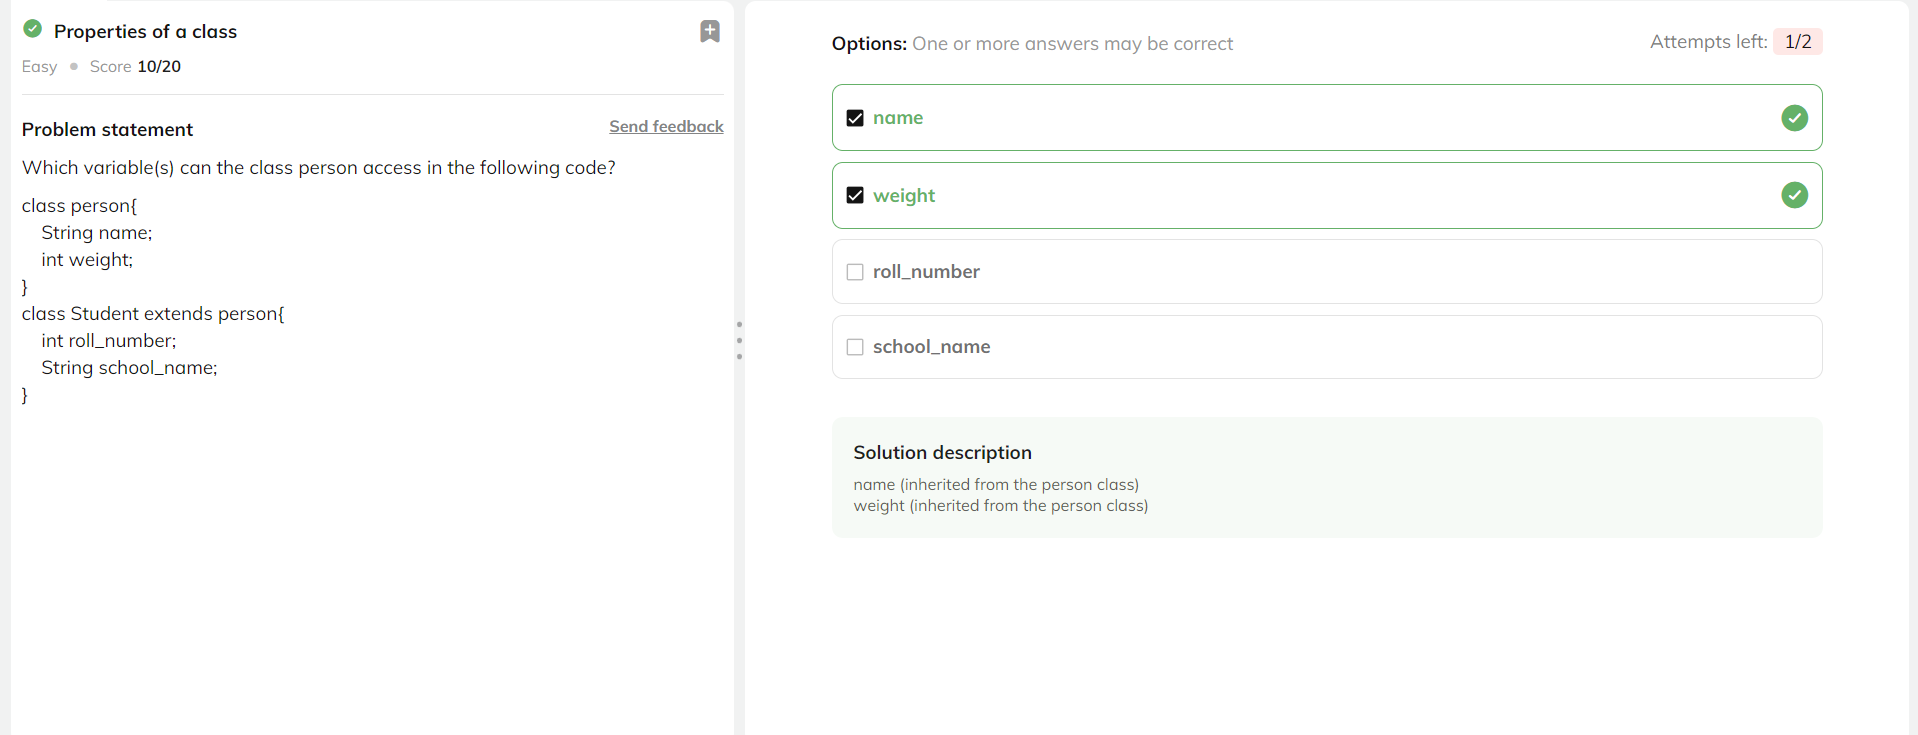 Properties of a class
Easy • Score 10/20
Problem statement
Send feedback
Which variable(s) can the class person access in the following code?
class person{
    String name;
    int weight;
}
class Student extends person{
    int roll_number;
    String school_name;
}
Options: One or more answers may be correct
Attempts left: 1/2
name
weight
roll_number
school_name
Solution description
name (inherited from the person class)
weight (inherited from the person class)